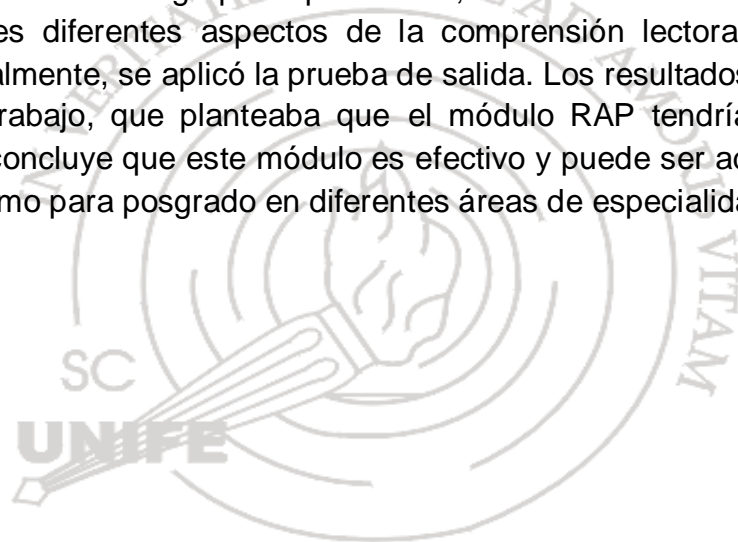 es diferentes aspectos de la comprensión lectora
almente, se aplicó la prueba de salida. Los resultados
rabajo, que planteaba que el módulo RAP tendría
concluye que este módulo es efectivo y puede ser ad
mo para posgrado en diferentes áreas de especialida
VITAM
SC
UNIFE